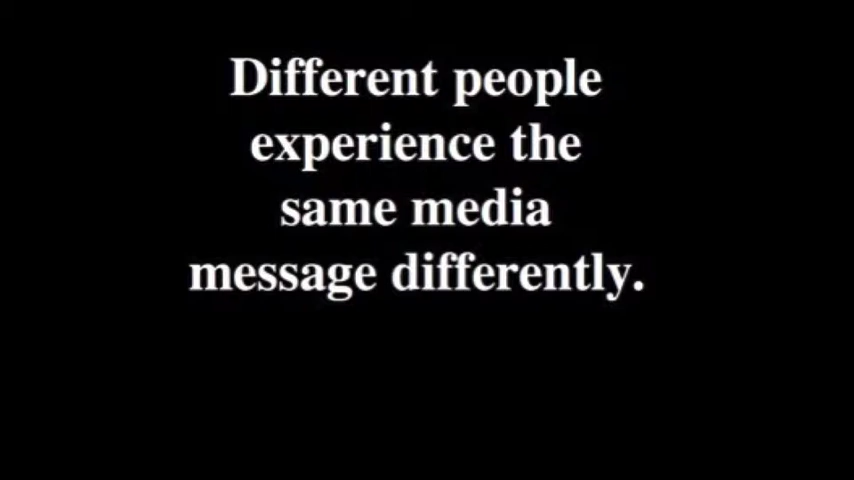 Different people
experience the
same media
message differently.